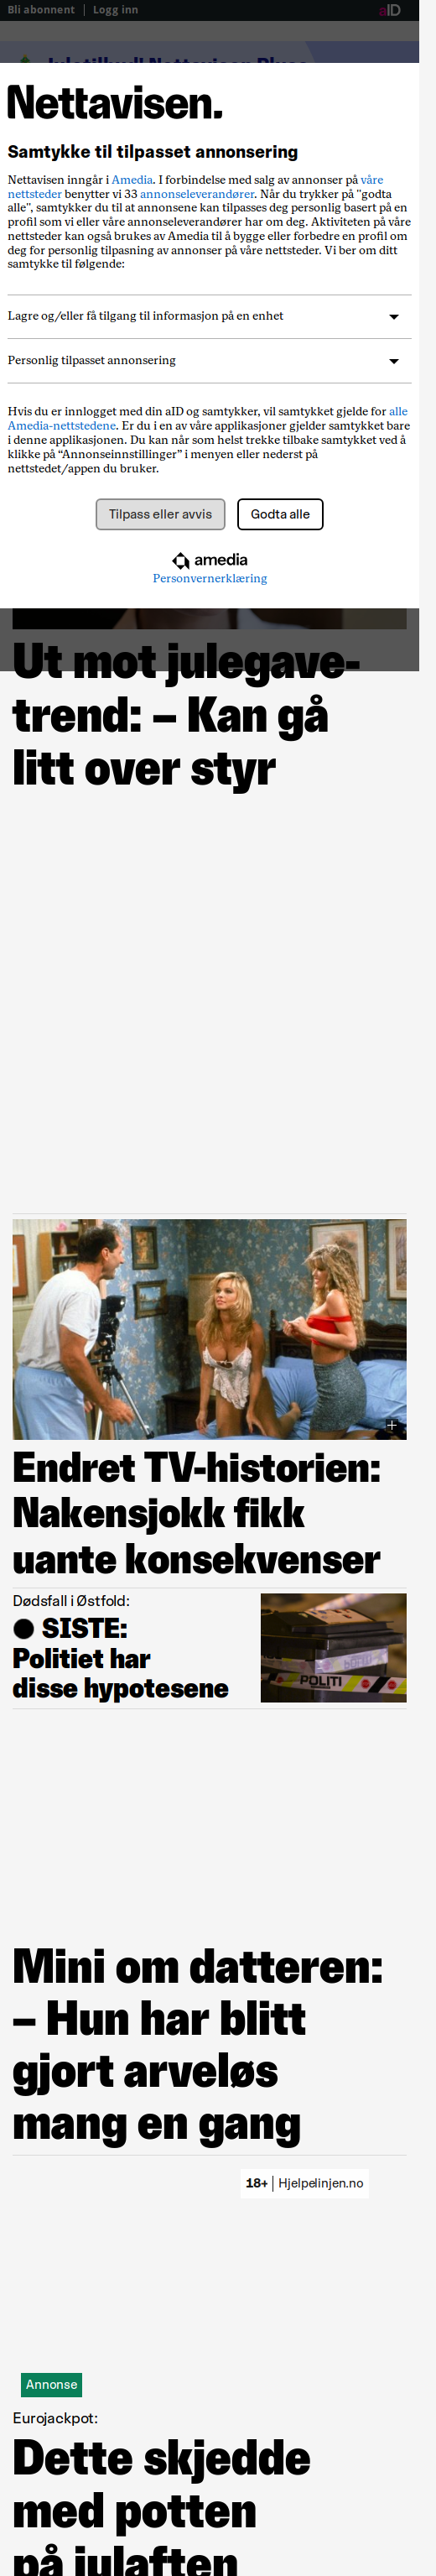 Bli abonnent | Logg inn
aID
Nettavisen.
Samtykke til tilpasset annonsering
Nettavisen inngår i Amedia. I forbindelse med salg av annonser på våre
nettsteder benytter vi 33 annonseleverandører. Når du trykker på "godta
alle", samtykker du til at annonsene kan tilpasses deg personlig basert på en
profil som vi eller våre annonseleverandører har om deg. Aktiviteten på våre
nettsteder kan også brukes av Amedia til å bygge eller forbedre en profil om
deg for personlig tilpasning av annonser på våre nettsteder. Vi ber om ditt
samtykke til følgende:
Lagre og/eller få tilgang til informasjon på en enhet
Personlig tilpasset annonsering
Hvis du er innlogget med din aID og samtykker, vil samtykket gjelde for alle
Amedia-nettstedene. Er du i en av våre applikasjoner gjelder samtykket bare
i denne applikasjonen. Du kan når som helst trekke tilbake samtykket ved å
klikke på “Annonseinnstillinger” i menyen eller nederst på
nettstedet/appen du bruker.
Tilpass eller avvis
Godta alle
amedia
Personvernerklæring
Ut mot julegave-
trend: – Kan gå
litt over styr
Endret TV-historien:
Nakensjokk fikk
uante konsekvenser
Dødsfall i Østfold:
SISTE:
Politiet har
disse hypotesene
POLITI
Mini om datteren:
– Hun har blitt
gjort arveløs
mang en gang
18+ | Hjelpelinjen.no
Annonse
Eurojackpot:
Dette skjedde
med potten
på julaften